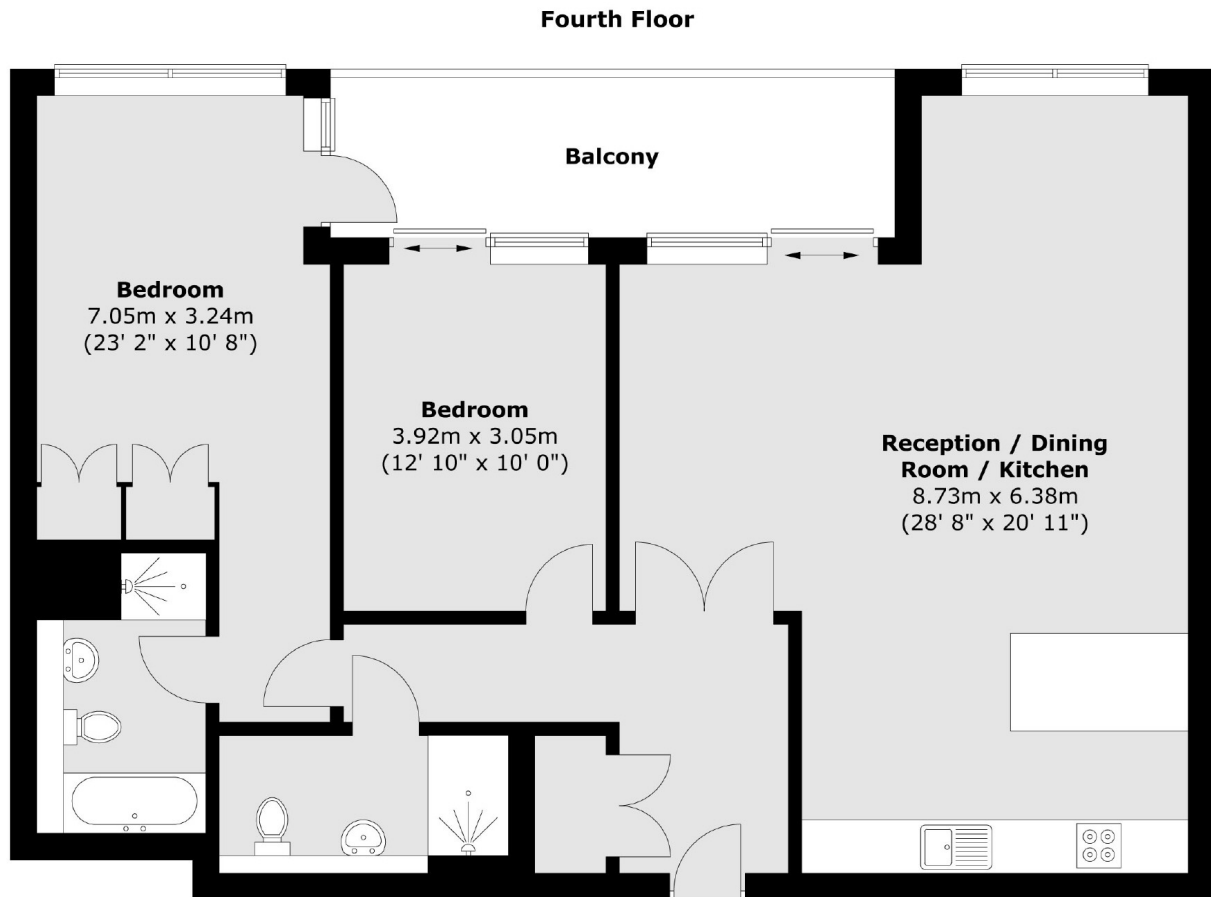 Fourth Floor
Balcony
Bedroom
7.05m x 3.24m
(23' 2" x 10' 8")
Bedroom
3.92m x 3.05m
(12' 10" x 10' 0")
Reception / Dining
Room / Kitchen
8.73m x 6.38m
(28' 8" x 20' 11")